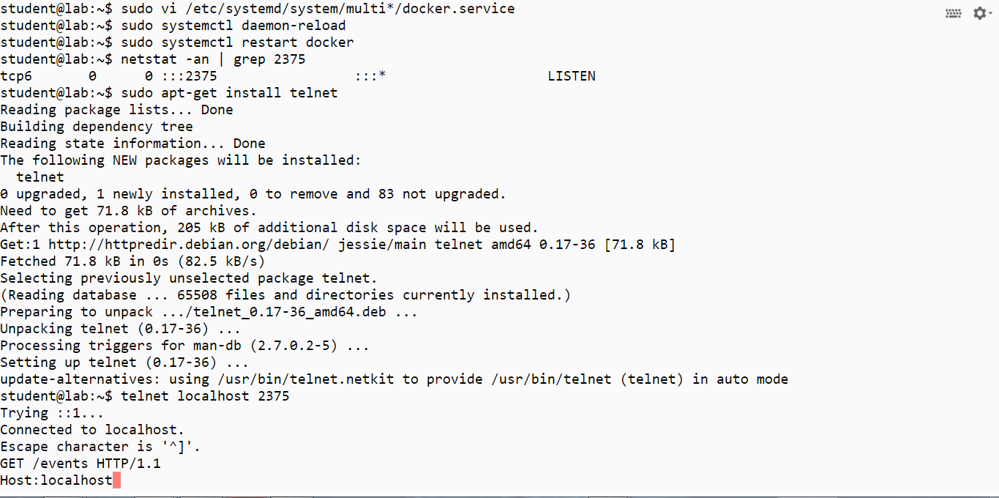 student@lab:~$ sudo vi /etc/systemd/system/multi*/docker.service
student@lab:~$ sudo systemctl daemon-reload
student@lab:~$ sudo systemctl restart docker
student@lab:~$ netstat -an | grep 2375
tcp6       0      0 :::2375                 :::*                    LISTEN
student@lab:~$ sudo apt-get install telnet
Reading package lists... Done
Building dependency tree
Reading state information... Done
The following NEW packages will be installed:
  telnet
0 upgraded, 1 newly installed, 0 to remove and 83 not upgraded.
Need to get 71.8 kB of archives.
After this operation, 205 kB of additional disk space will be used.
Get:1 http://httpredir.debian.org/debian/ jessie/main telnet amd64 0.17-36 [71.8 kB]
Fetched 71.8 kB in 0s (82.5 kB/s)
Selecting previously unselected package telnet.
(Reading database ... 65508 files and directories currently installed.)
Preparing to unpack .../telnet_0.17-36_amd64.deb ...
Unpacking telnet (0.17-36) ...
Processing triggers for man-db (2.7.0.2-5) ...
Setting up telnet (0.17-36) ...
update-alternatives: using /usr/bin/telnet.netkit to provide /usr/bin/telnet (telnet) in auto mode
student@lab:~$ telnet localhost 2375
Trying ::1...
Connected to localhost.
Escape character is '^]'.
GET /events HTTP/1.1
Host:localhost